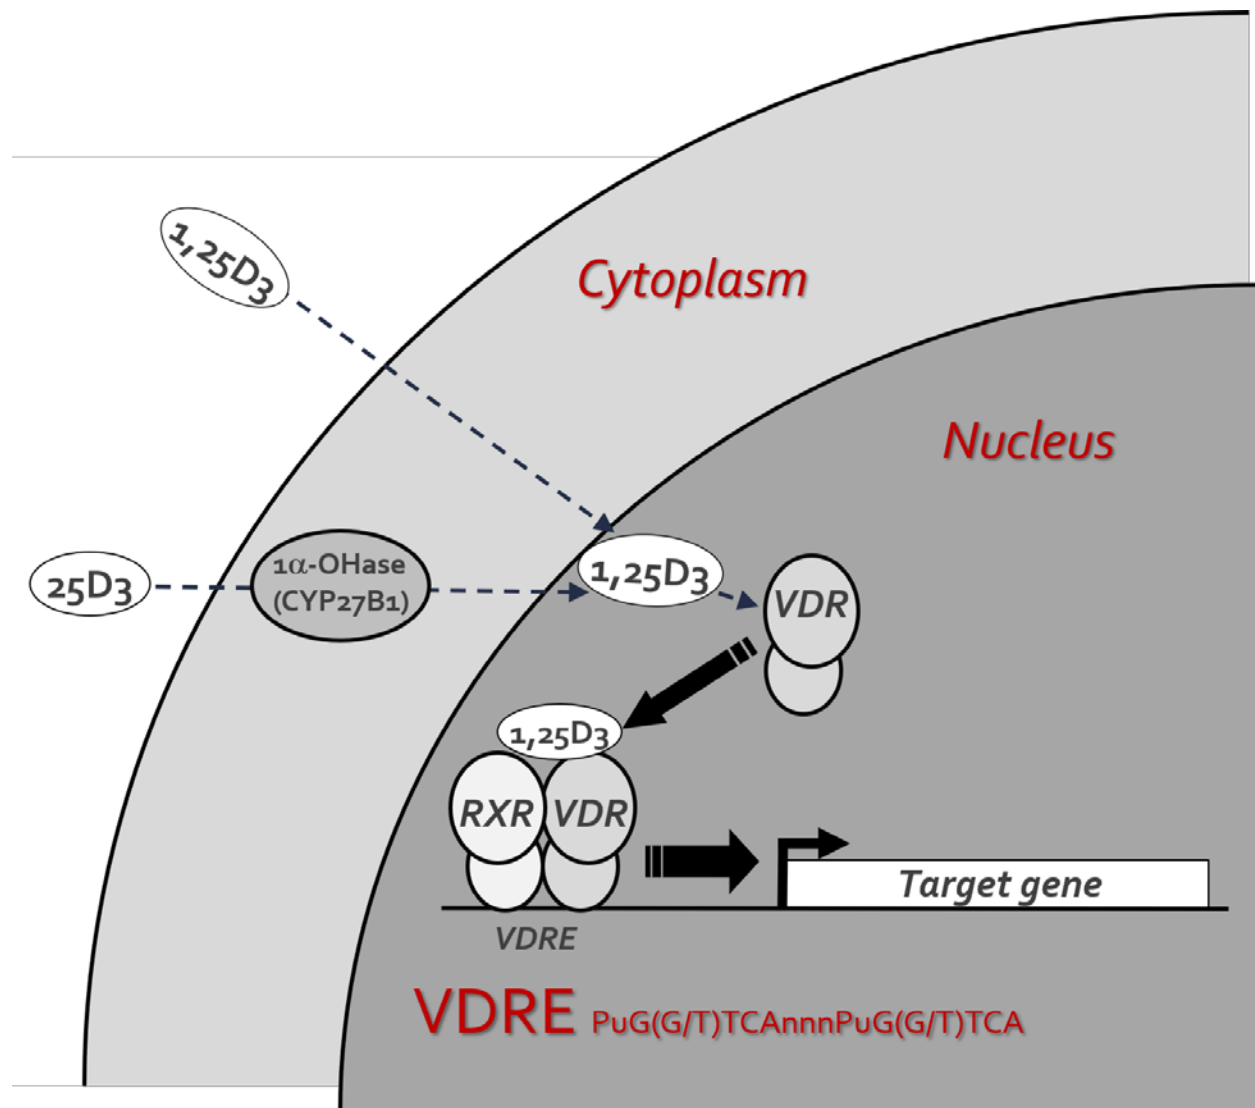 1,25D3
Cytoplasm
Nucleus
25D3
1α-OHase
(CYP27B1)
1,25D3
VDR
1,25D3
RXR
VDR
Target gene
VDRE
VDRE PuG(G/T)TCAnnnPuG(G/T)TCA